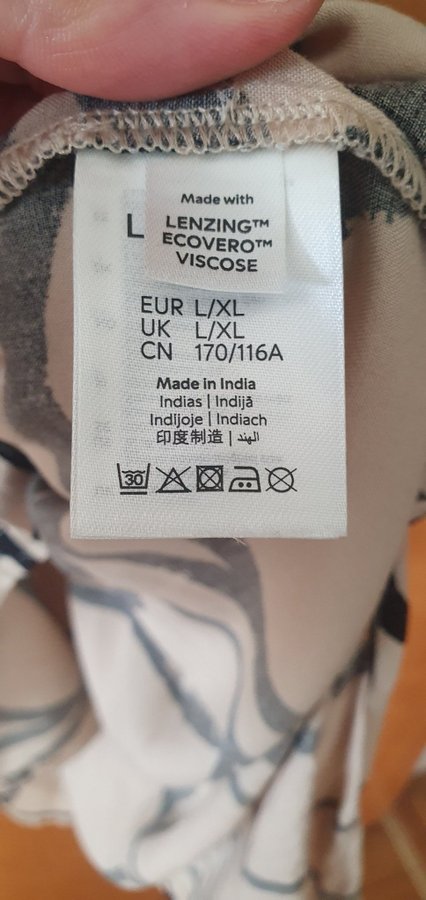 Made with
LENZING™
ECOVERO™
VISCOSE
L
EUR L/XL
UK L/XL
CN 170/116A
Made in India
Indias | Indijā
Indijoje | Indiach
印度制造 | الهند
30